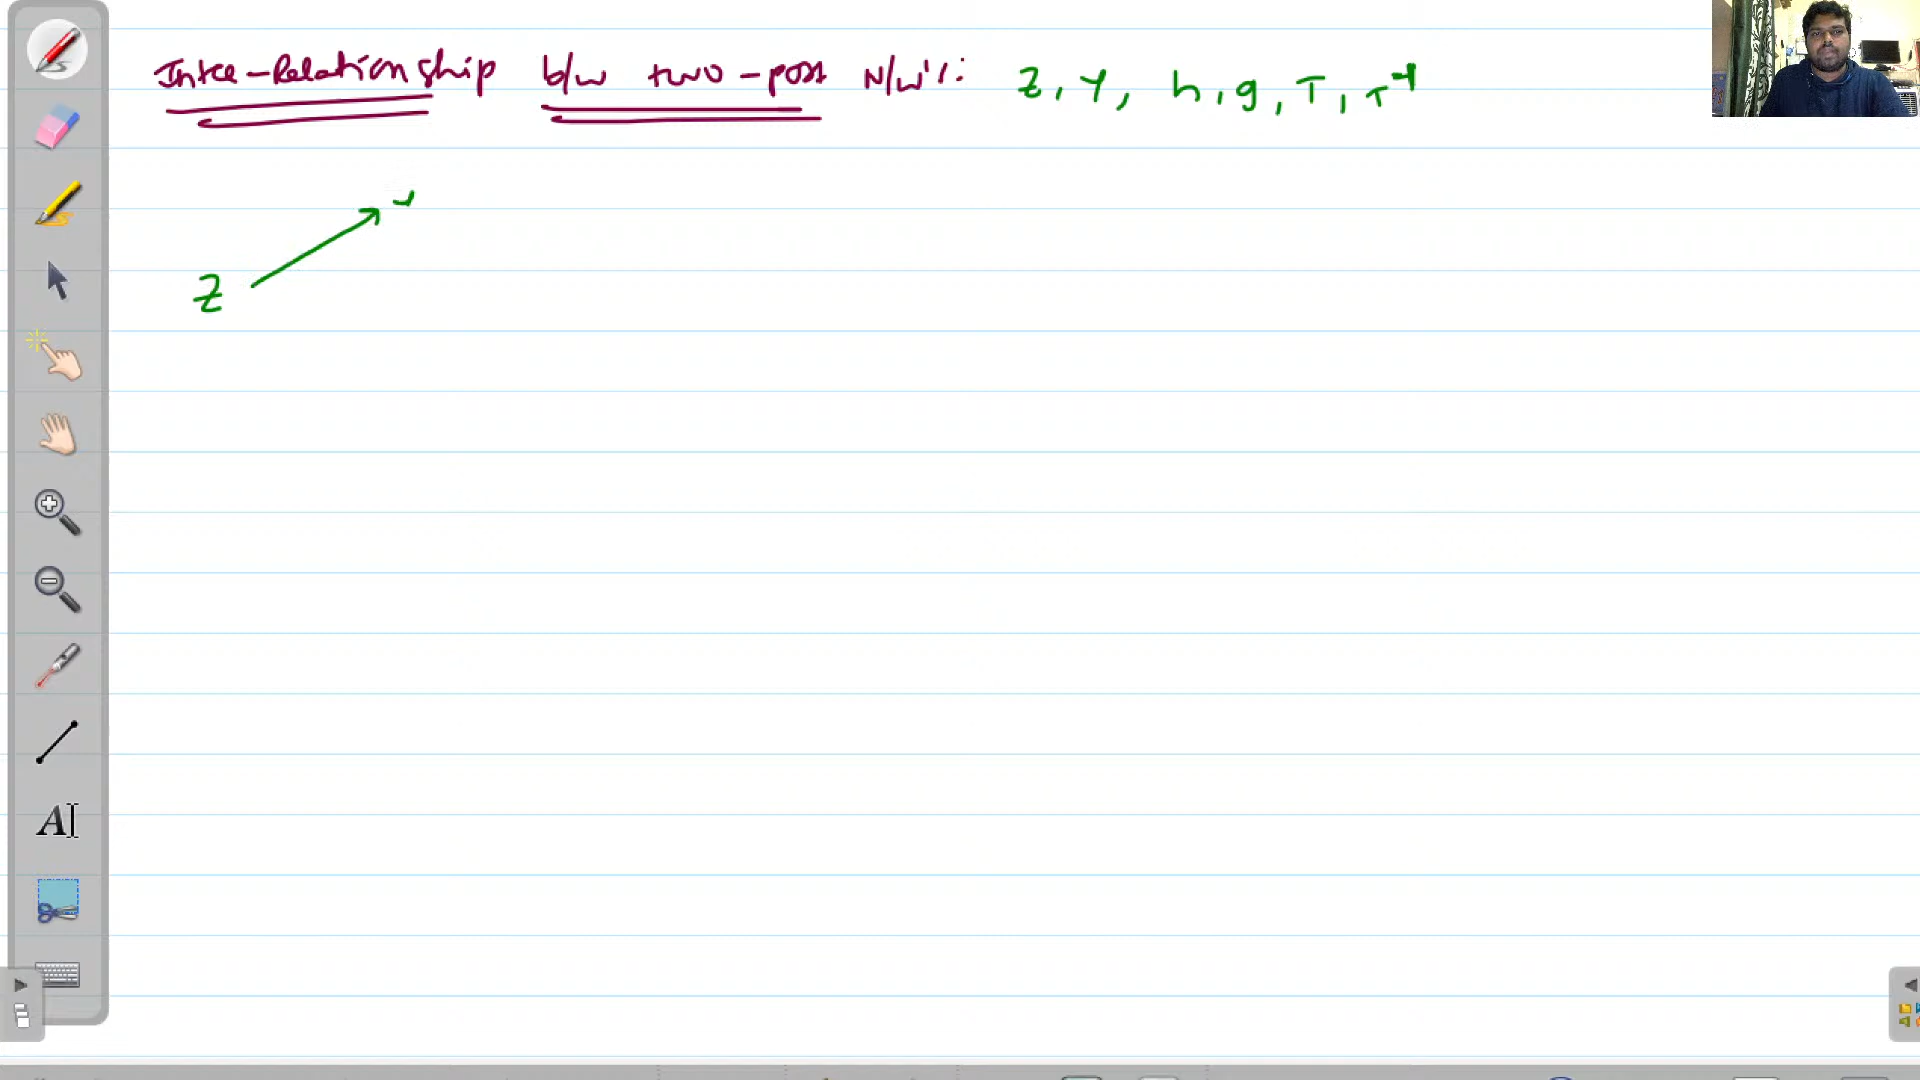 Inter-Relationship b/w two-port N/w's: Z, Y, h, g, T, T⁻¹
Y
Z